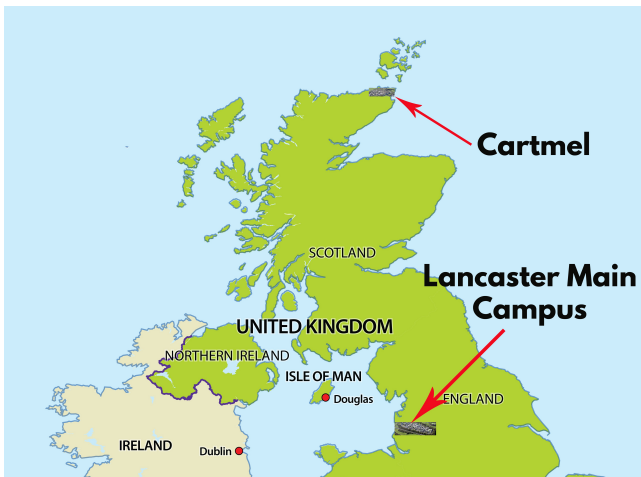 Cartmel
SCOTLAND
Lancaster Main
Campus
UNITED KINGDOM
NORTHERN IRELAND
ISLE OF MAN
Douglas
ENGLAND
IRELAND
Dublin